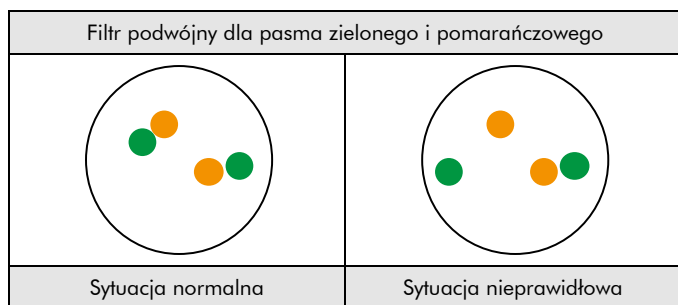 Filtr podwójny dla pasma zielonego i pomarańczowego
Sytuacja normalna
Sytuacja nieprawidłowa